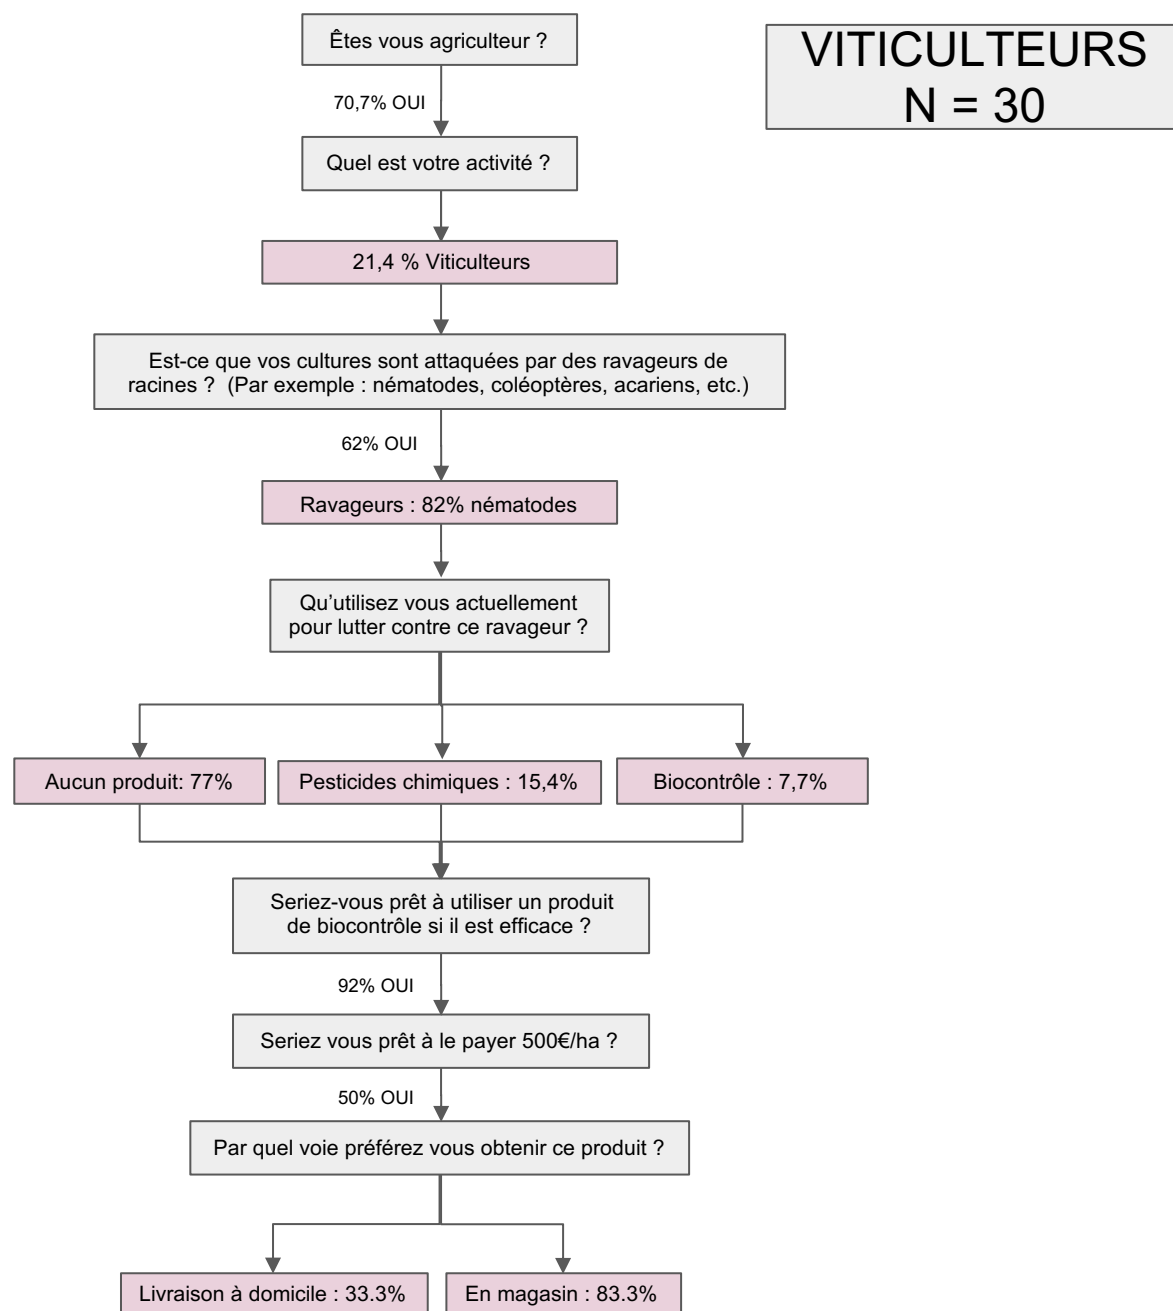 Êtes vous agriculteur ?
VITICULTEURS
N = 30
70,7% OUI
Quel est votre activité ?
21,4 % Viticulteurs
Est-ce que vos cultures sont attaquées par des ravageurs de
racines ? (Par exemple : nématodes, coléoptères, acariens, etc.)
62% OUI
Ravageurs : 82% nématodes
Qu’utilisez vous actuellement
pour lutter contre ce ravageur ?
Aucun produit: 77%
Pesticides chimiques : 15,4%
Biocontrôle : 7,7%
Seriez-vous prêt à utiliser un produit
de biocontrôle si il est efficace ?
92% OUI
Seriez vous prêt à le payer 500€/ha ?
50% OUI
Par quel voie préférez vous obtenir ce produit ?
Livraison à domicile : 33.3%
En magasin : 83.3%